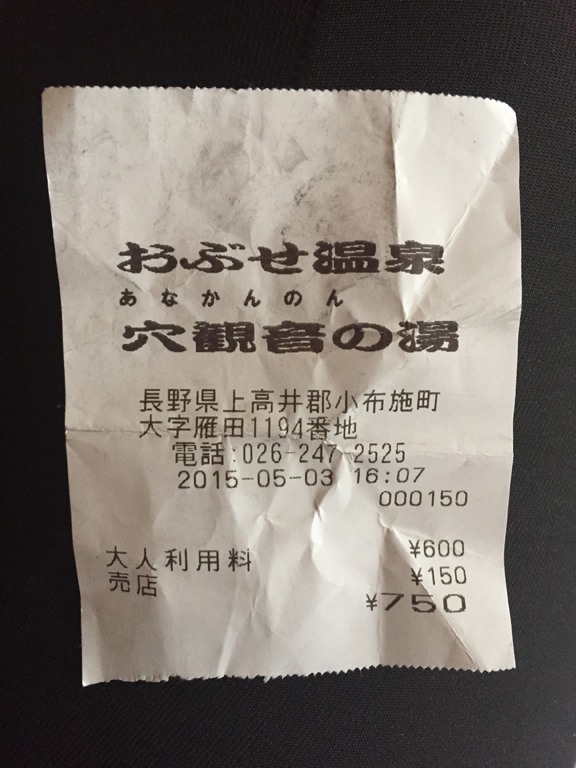 おぶせ温泉
あなかんのん
穴観音の湯
長野県上高井郡小布施町
大字雁田1194番地
電話:026-247-2525
2015-05-03 16:07
000150
大人利用料 ¥600
売店 ¥150
¥750